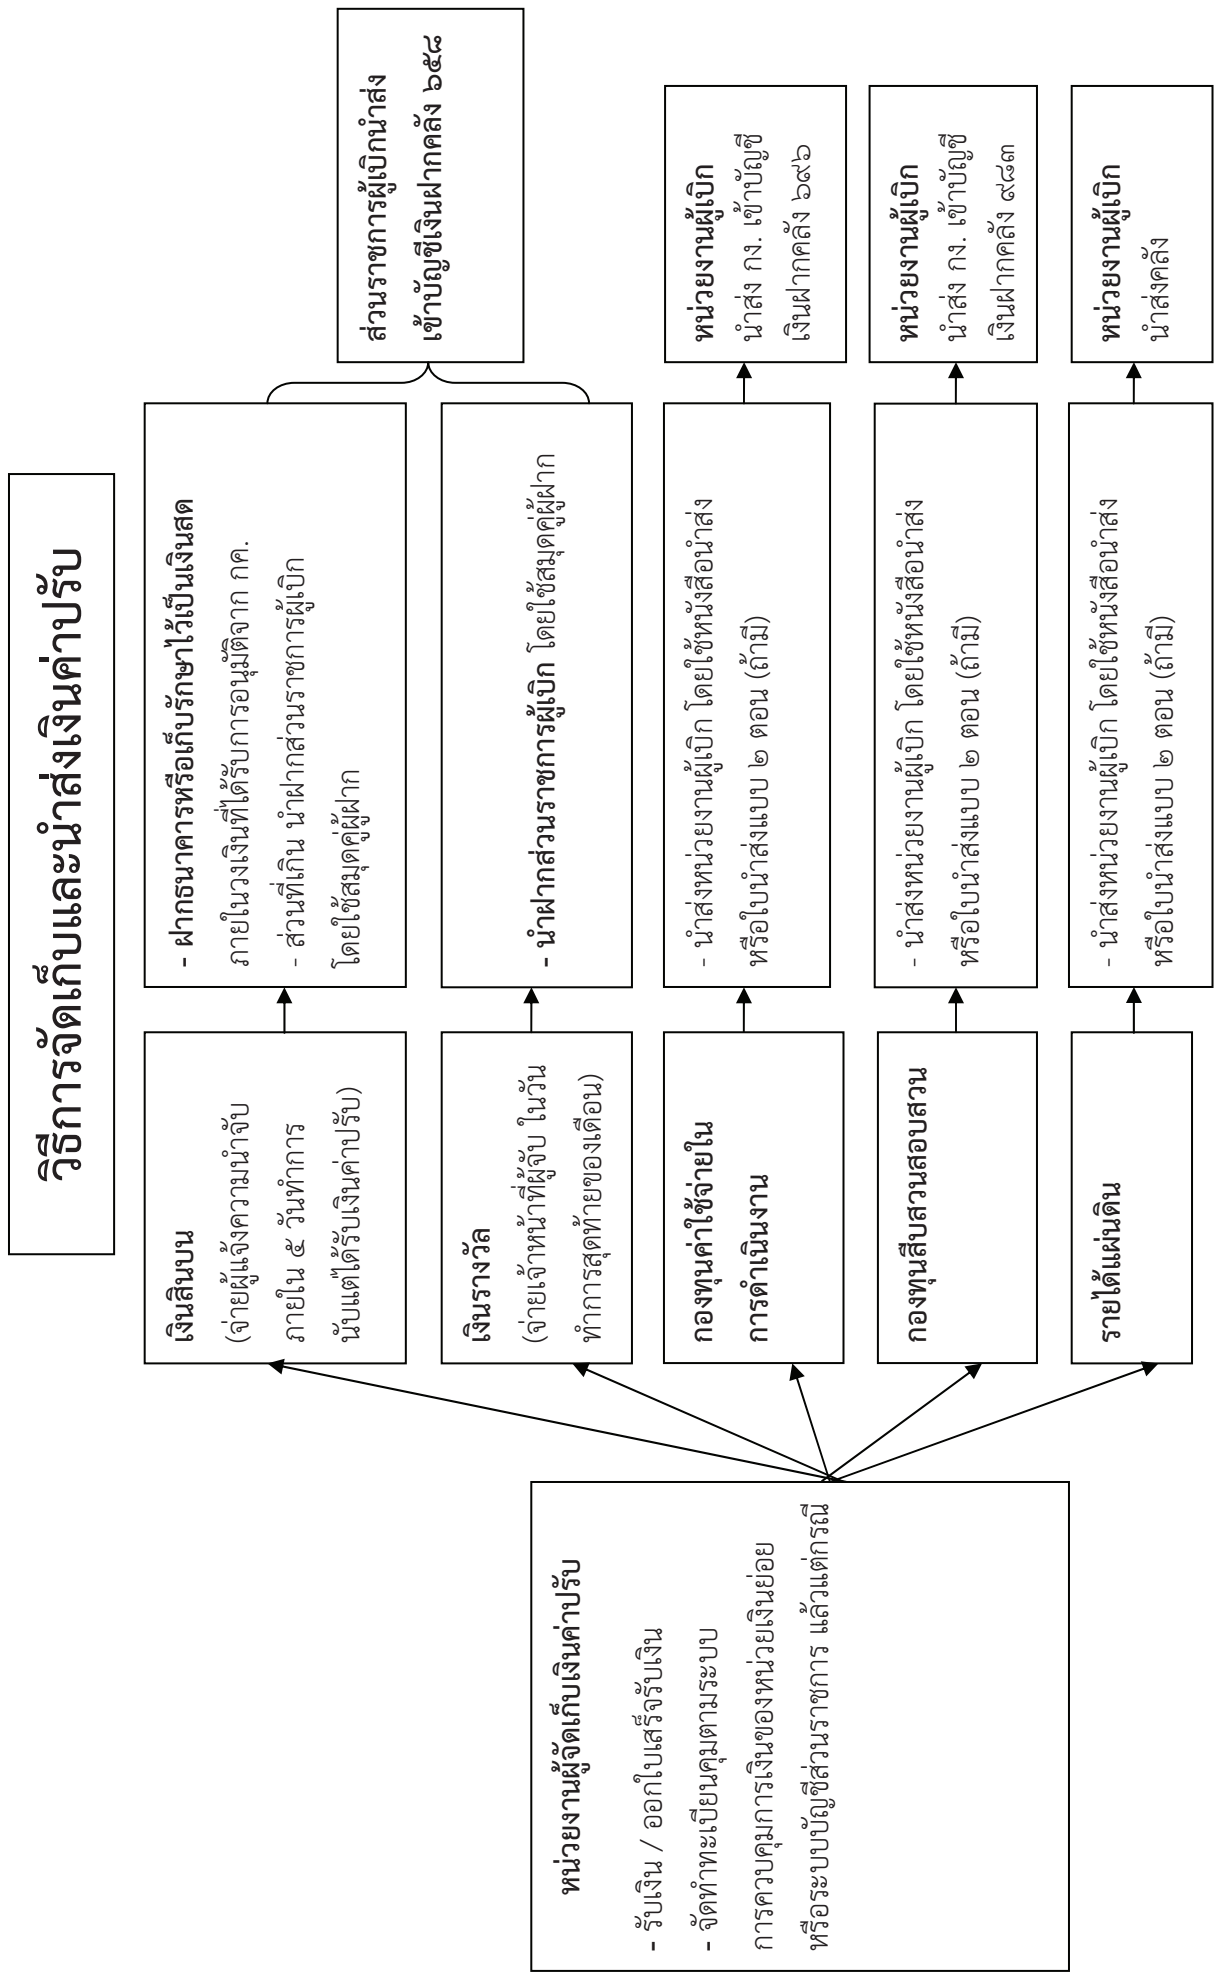 วิธีการจัดเก็บและนำส่งเงินค่าปรับ
หน่วยงานผู้จัดเก็บเงินค่าปรับ
- รับเงิน / ออกใบเสร็จรับเงิน
- จัดทำทะเบียนคุมตามระบบ
การควบคุมการเงินของหน่วยเงินย่อย
หรือระบบบัญชีส่วนราชการ แล้วแต่กรณี
เงินสินบน
(จ่ายผู้แจ้งความนำจับ
ภายใน ๕ วันทำการ
นับแต่ได้รับเงินค่าปรับ)
- ฝากธนาคารหรือเก็บรักษาไว้เป็นเงินสด
ภายในวงเงินที่ได้รับการอนุมัติจาก กค.
- ส่วนที่เกิน นำฝากส่วนราชการผู้เบิก
โดยใช้สมุดคู่ผู้ฝาก
เงินรางวัล
(จ่ายเจ้าหน้าที่ผู้จับ ในวัน
ทำการสุดท้ายของเดือน)
- นำฝากส่วนราชการผู้เบิก โดยใช้สมุดคู่ผู้ฝาก
ส่วนราชการผู้เบิกนำส่ง
เข้าบัญชีเงินฝากคลัง ๖๕๘
กองทุนค่าใช้จ่ายใน
การดำเนินงาน
- นำส่งหน่วยงานผู้เบิก โดยใช้หนังสือนำส่ง
หรือใบนำส่งแบบ ๒ ตอน (ถ้ามี)
หน่วยงานผู้เบิก
นำส่ง กง. เข้าบัญชี
เงินฝากคลัง ๖๙๖
กองทุนสืบสวนสอบสวน
- นำส่งหน่วยงานผู้เบิก โดยใช้หนังสือนำส่ง
หรือใบนำส่งแบบ ๒ ตอน (ถ้ามี)
หน่วยงานผู้เบิก
นำส่ง กง. เข้าบัญชี
เงินฝากคลัง ๙๘๓
รายได้แผ่นดิน
- นำส่งหน่วยงานผู้เบิก โดยใช้หนังสือนำส่ง
หรือใบนำส่งแบบ ๒ ตอน (ถ้ามี)
หน่วยงานผู้เบิก
นำส่งคลัง